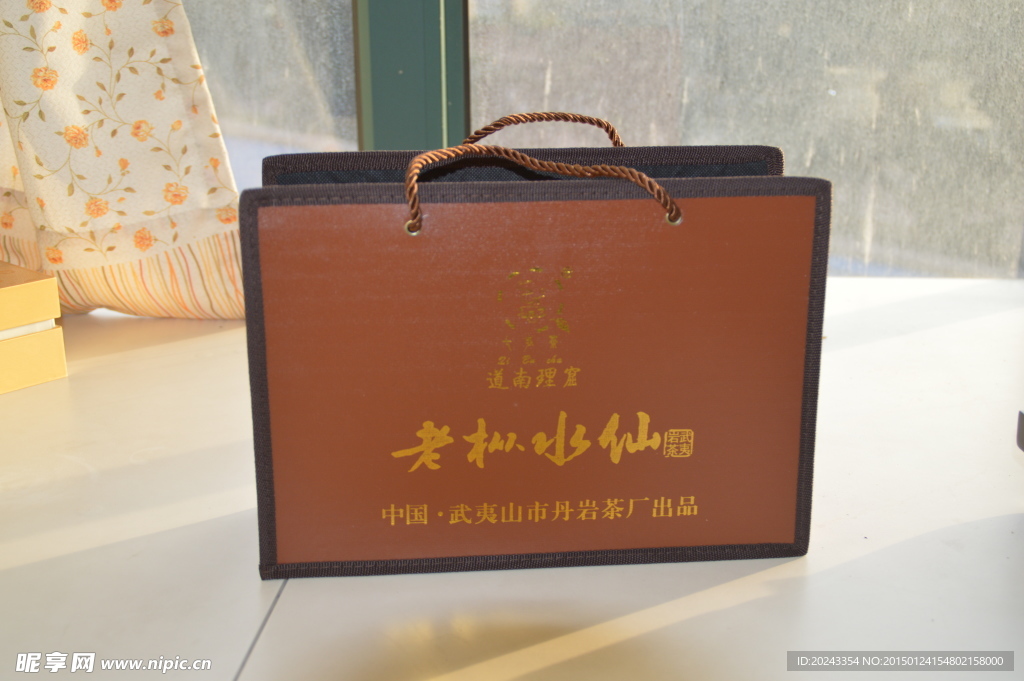 道南理窟
老枞水仙
武夷岩茶
中国·武夷山市丹岩茶厂出品
昵享网 www.nipic.cn
ID:20243354 NO:20150124154802158000